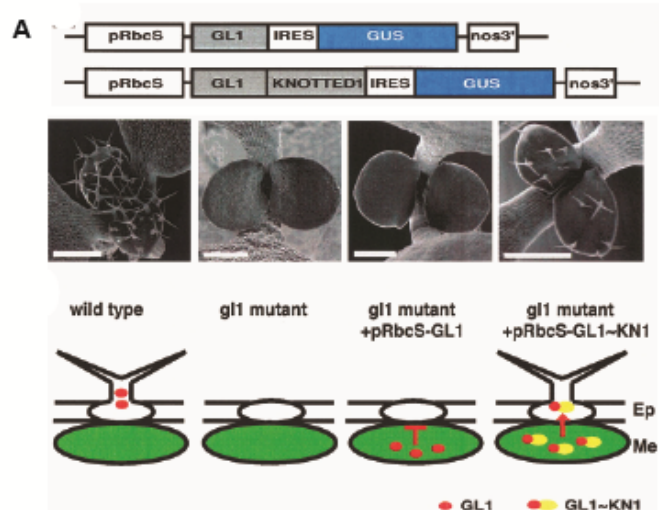 A
pRbcS GL1 IRES GUS nos3'
pRbcS GL1 KNOTTED1 IRES GUS nos3'
wild type gl1 mutant gl1 mutant gl1 mutant
+pRbcS-GL1 +pRbcS-GL1~KN1
Ep
Me
GL1 GL1~KN1